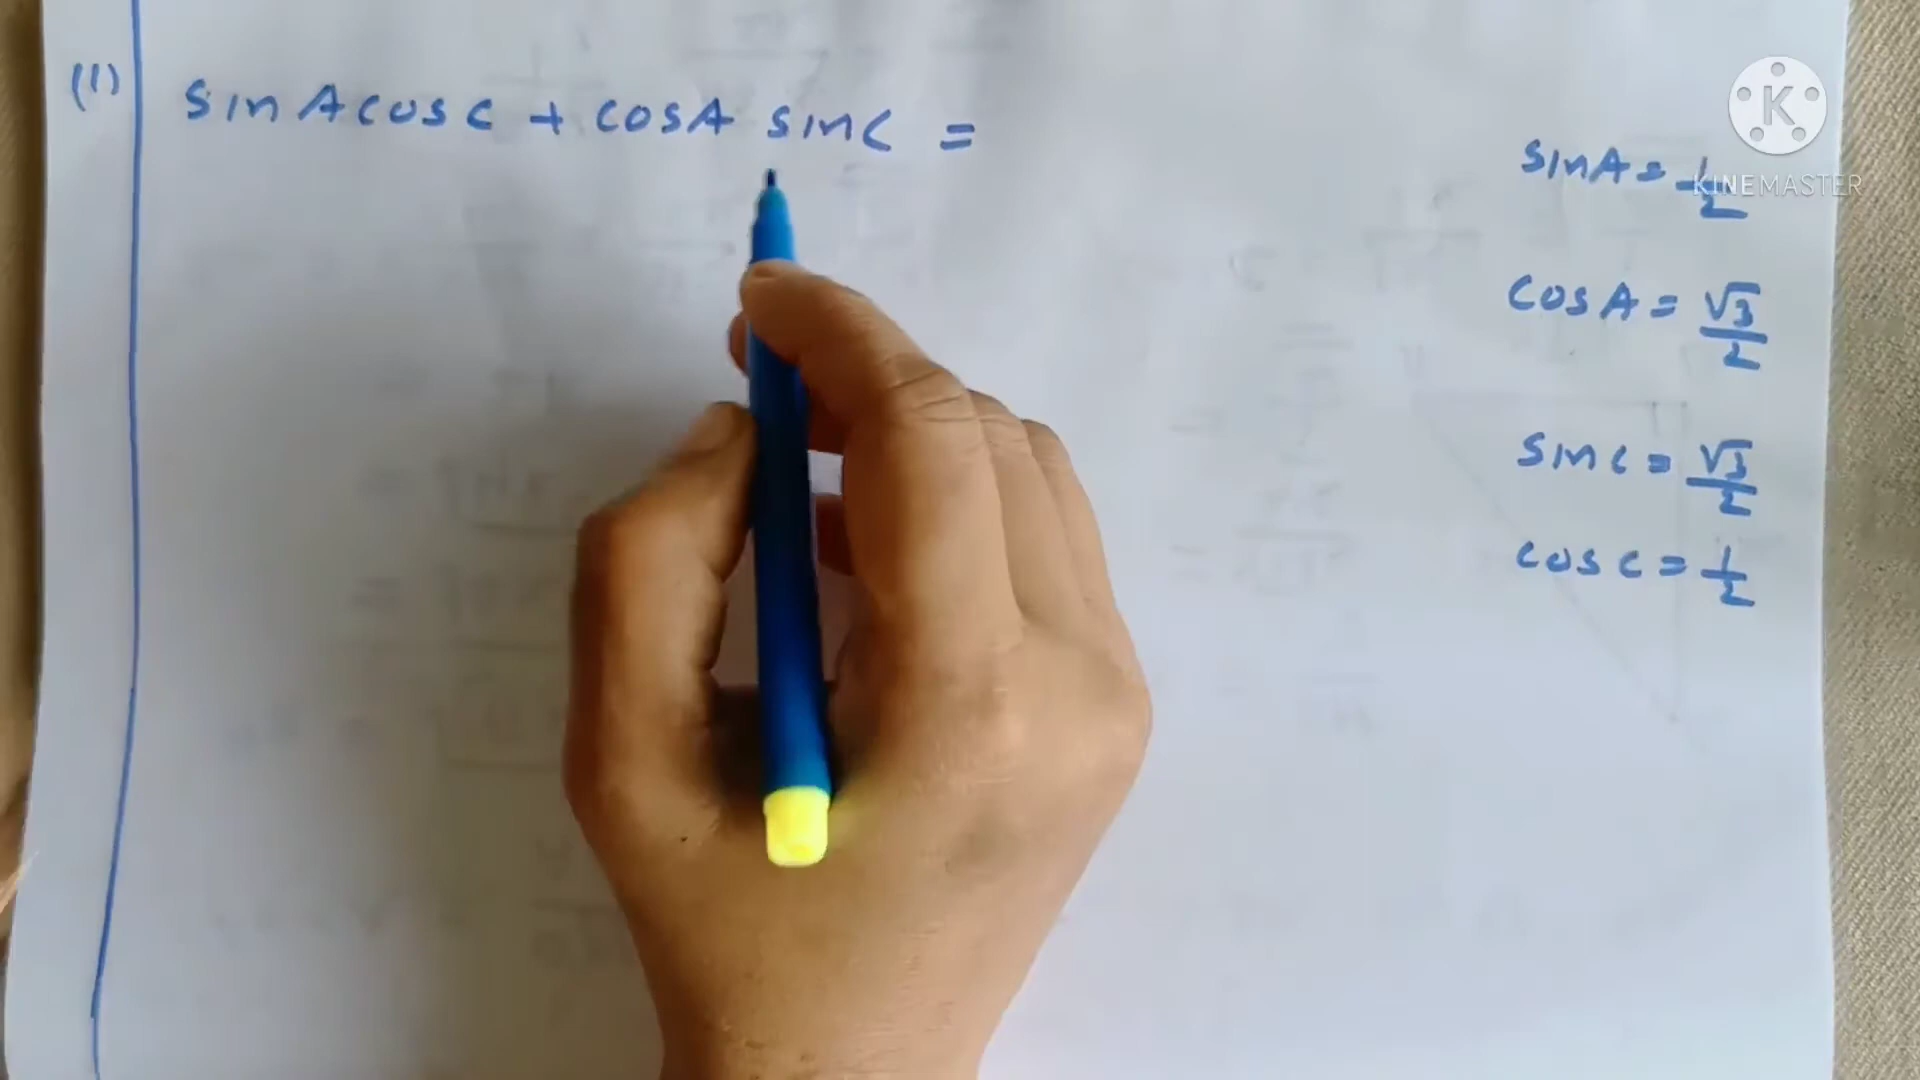 (1) sin A cos C + cos A sin C =
K
KINEMASTER
sin A = 1/2
cos A = √3/2
sin C = √3/2
cos C = 1/2